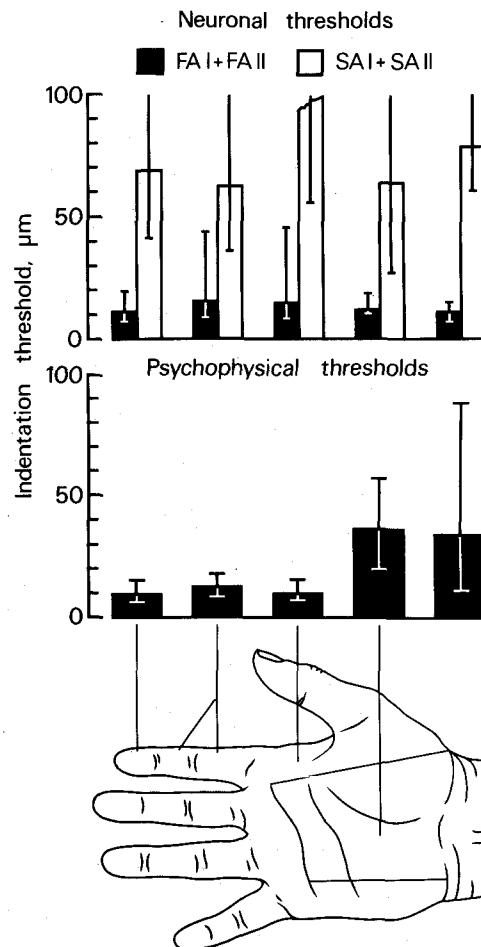 Neuronal thresholds
FA I + FA II SA I + SA II
100
50
0
Indentation threshold, µm
Psychophysical thresholds
100
50
0